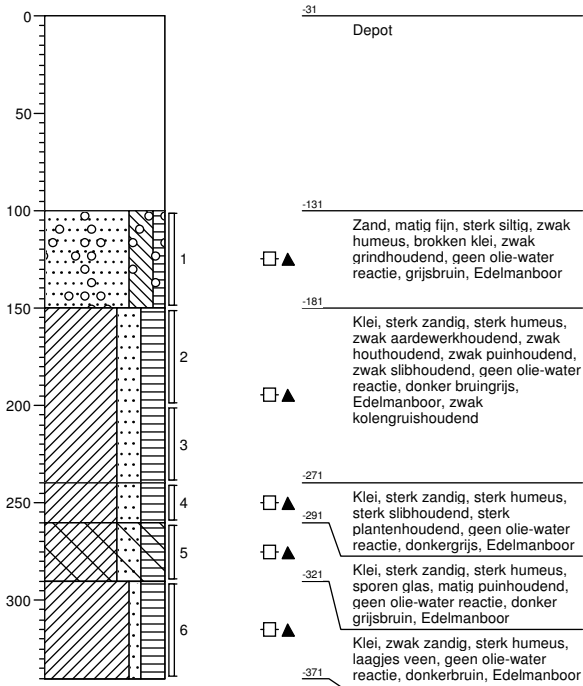 0
50
100
150
200
250
300
1
2
3
4
5
6
-31
Depot
-131
Zand, matig fijn, sterk siltig, zwak
humeus, brokken klei, zwak
grindhoudend, geen olie-water
reactie, grijsbruin, Edelmanboor
-181
Klei, sterk zandig, sterk humeus,
zwak aardewerkhoudend, zwak
houthoudend, zwak puinhoudend,
zwak slibhoudend, geen olie-water
reactie, donker bruingrijs,
Edelmanboor, zwak
kolengruishoudend
-271
Klei, sterk zandig, sterk humeus,
sterk slibhoudend, sterk
plantenhoudend, geen olie-water
reactie, donkergrijs, Edelmanboor
-291
Klei, sterk zandig, sterk humeus,
sporen glas, matig puinhoudend,
geen olie-water reactie, donker
grijsbruin, Edelmanboor
-321
Klei, zwak zandig, sterk humeus,
laagjes veen, geen olie-water
reactie, donkerbruin, Edelmanboor
-371